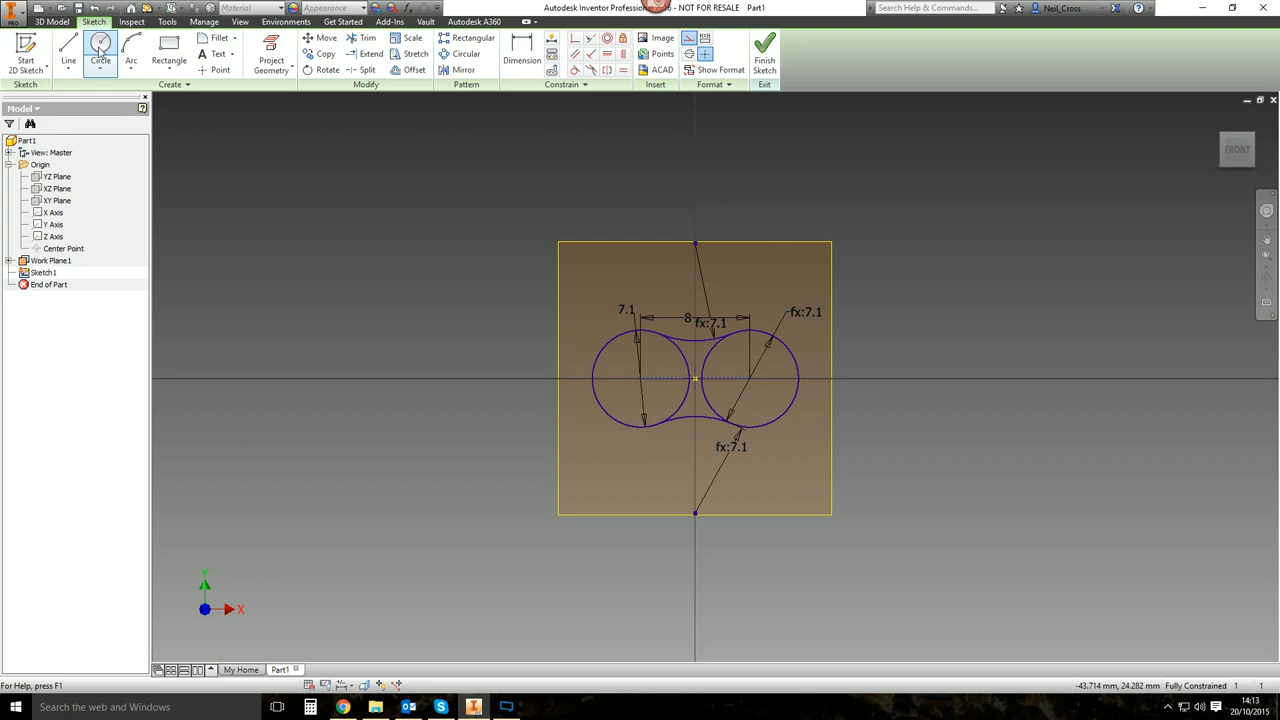 Material
Appearance
Autodesk Inventor Professional
- NOT FOR RESALE Part1
Search Help & Commands...
Neil_Cross
3D Model Sketch Inspect Tools Manage View Environments Get Started Add-Ins Vault Autodesk A360
Start 2D Sketch
Line Circle Arc Rectangle
Fillet
Text
Point
Project Geometry
Move Trim Scale
Copy Extend Stretch
Rotate Split Offset
Rectangular
Circular
Mirror
Dimension
Image
Points
ACAD
Show Format
Finish Sketch
Sketch Create Modify Pattern Constrain Insert Format Exit
Model
Part1
View: Master
Origin
YZ Plane
XZ Plane
XY Plane
X Axis
Y Axis
Z Axis
Center Point
Work Plane1
Sketch1
End of Part
FRONT
7.1
8
fx:7.1
fx:7.1
fx:7.1
Y
X
My Home Part1
For Help, press F1
-43.714 mm, 24.282 mm Fully Constrained 1 1
Search the web and Windows
14:13
20/10/2015